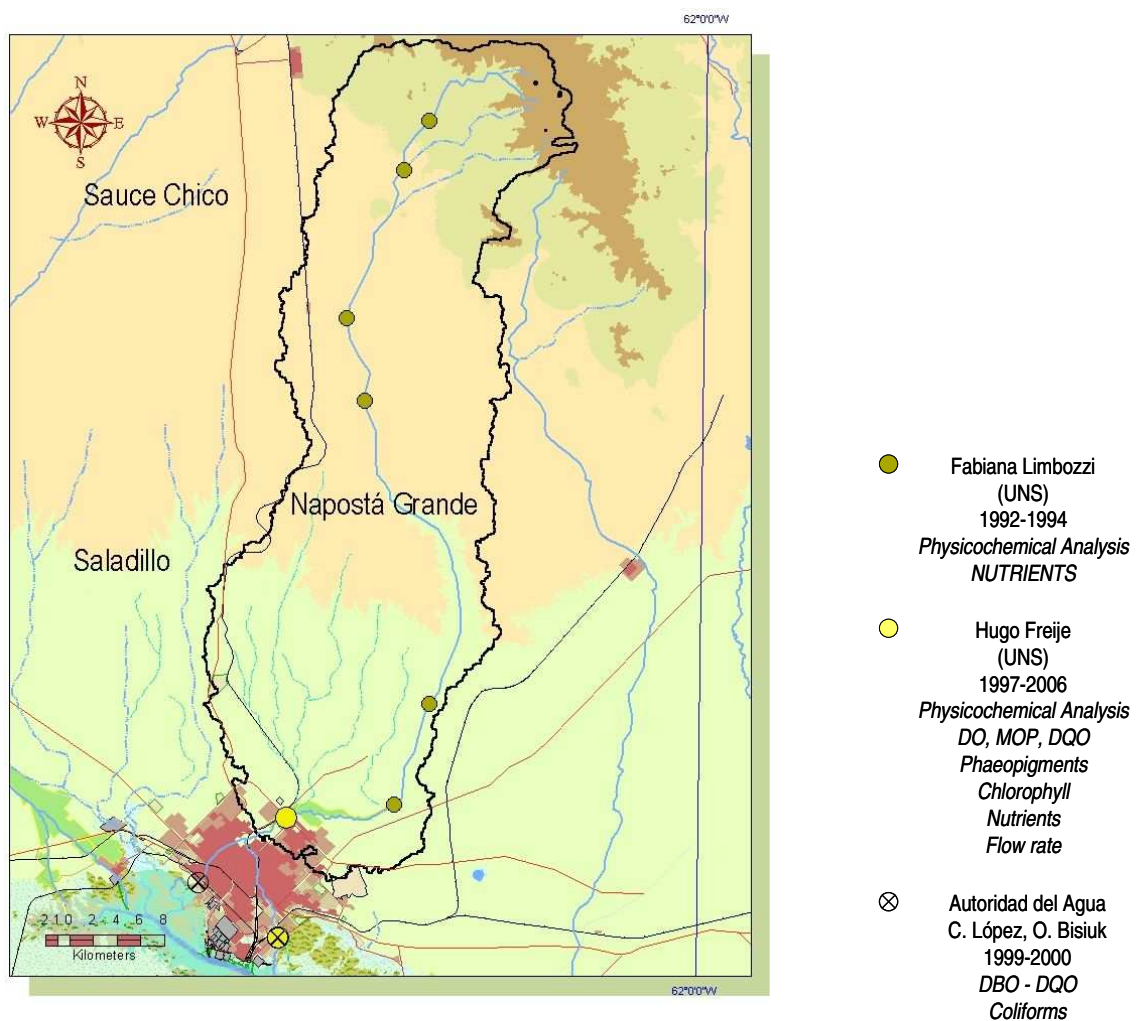 62°0'0"W
N
W
E
S
Sauce Chico
Napostá Grande
Saladillo
2 1 0 2 4 6 8
Kilometers
62°0'0"W
Fabiana Limbozzi
(UNS)
1992-1994
Physicochemical Analysis
NUTRIENTS
Hugo Freije
(UNS)
1997-2006
Physicochemical Analysis
DO, MOP, DQO
Phaeopigments
Chlorophyll
Nutrients
Flow rate
Autoridad del Agua
C. López, O. Bisiuk
1999-2000
DBO - DQO
Coliforms